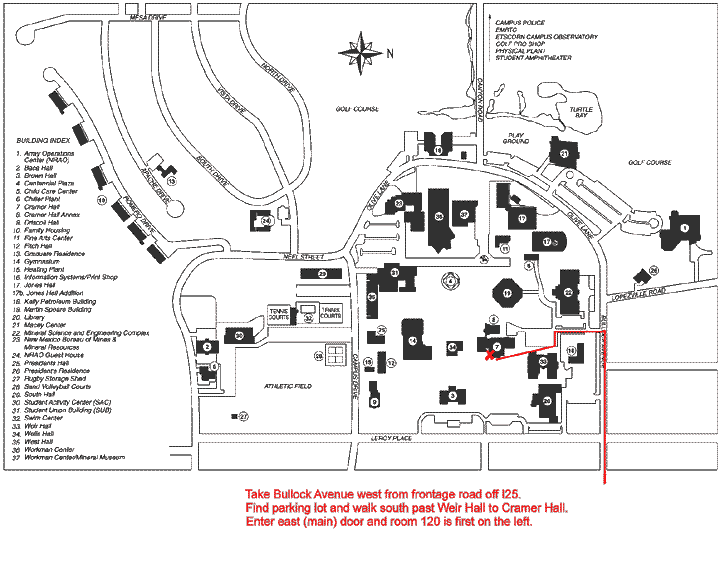 MESA DRIVE
NORTH DRIVE
VISTA DRIVE
SOUTH DRIVE
N
CAMPUS POLICE
EMRTC
ETSCORN CAMPUS OBSERVATORY
GOLF PRO SHOP
PHYSICAL PLANT
STUDENT AMPHITHEATER
GOLF COURSE
CANYON ROAD
TURTLE
BAY
PLAY
GROUND
GOLF COURSE
BUILDING INDEX
1. Array Operations
Center (NRAO)
2 Baca Hall
3 Brown Hall
4 Centennial Plaza
5 Child Care Center
6 Chiller Plant
7 Cramer Hall
8 Cramer Hall Annex
9 Driscoll Hall
10 Family Housing
11 Fine Arts Center
12 Fitch Hall
13 Graduate Residence
14 Gymnasium
15 Heating Plant
16 Information Systems/Print Shop
17 Jones Hall
17b. Jones Hall Addition
18. Kelly Petroleum Building
19. Martin Speare Building
20. Library
21. Macey Center
22. Mineral Science and Engineering Complex
23. New Mexico Bureau of Mines &
Mineral Resources
24. NRAO Guest House
25. Presidents Hall
26. Presidents Residence
27. Rugby Storage Shed
28. Sand Volleyball Courts
29. South Hall
30. Student Activity Center (SAC)
31. Student Union Building (SUB)
32. Swim Center
33. Weir Hall
34. Wells Hall
35. West Hall
36. Workman Center
37. Workman Center/Mineral Museum
OLIVE LANE
OLIVE LANE
NEEL STREET
LOPEZVILLE ROAD
TENNIS
COURTS
TENNIS
COURTS
CAMPUS DRIVE
ATHLETIC FIELD
LEROY PLACE
Take Bullock Avenue west from frontage road off I25.
Find parking lot and walk south past Weir Hall to Cramer Hall.
Enter east (main) door and room 120 is first on the left.